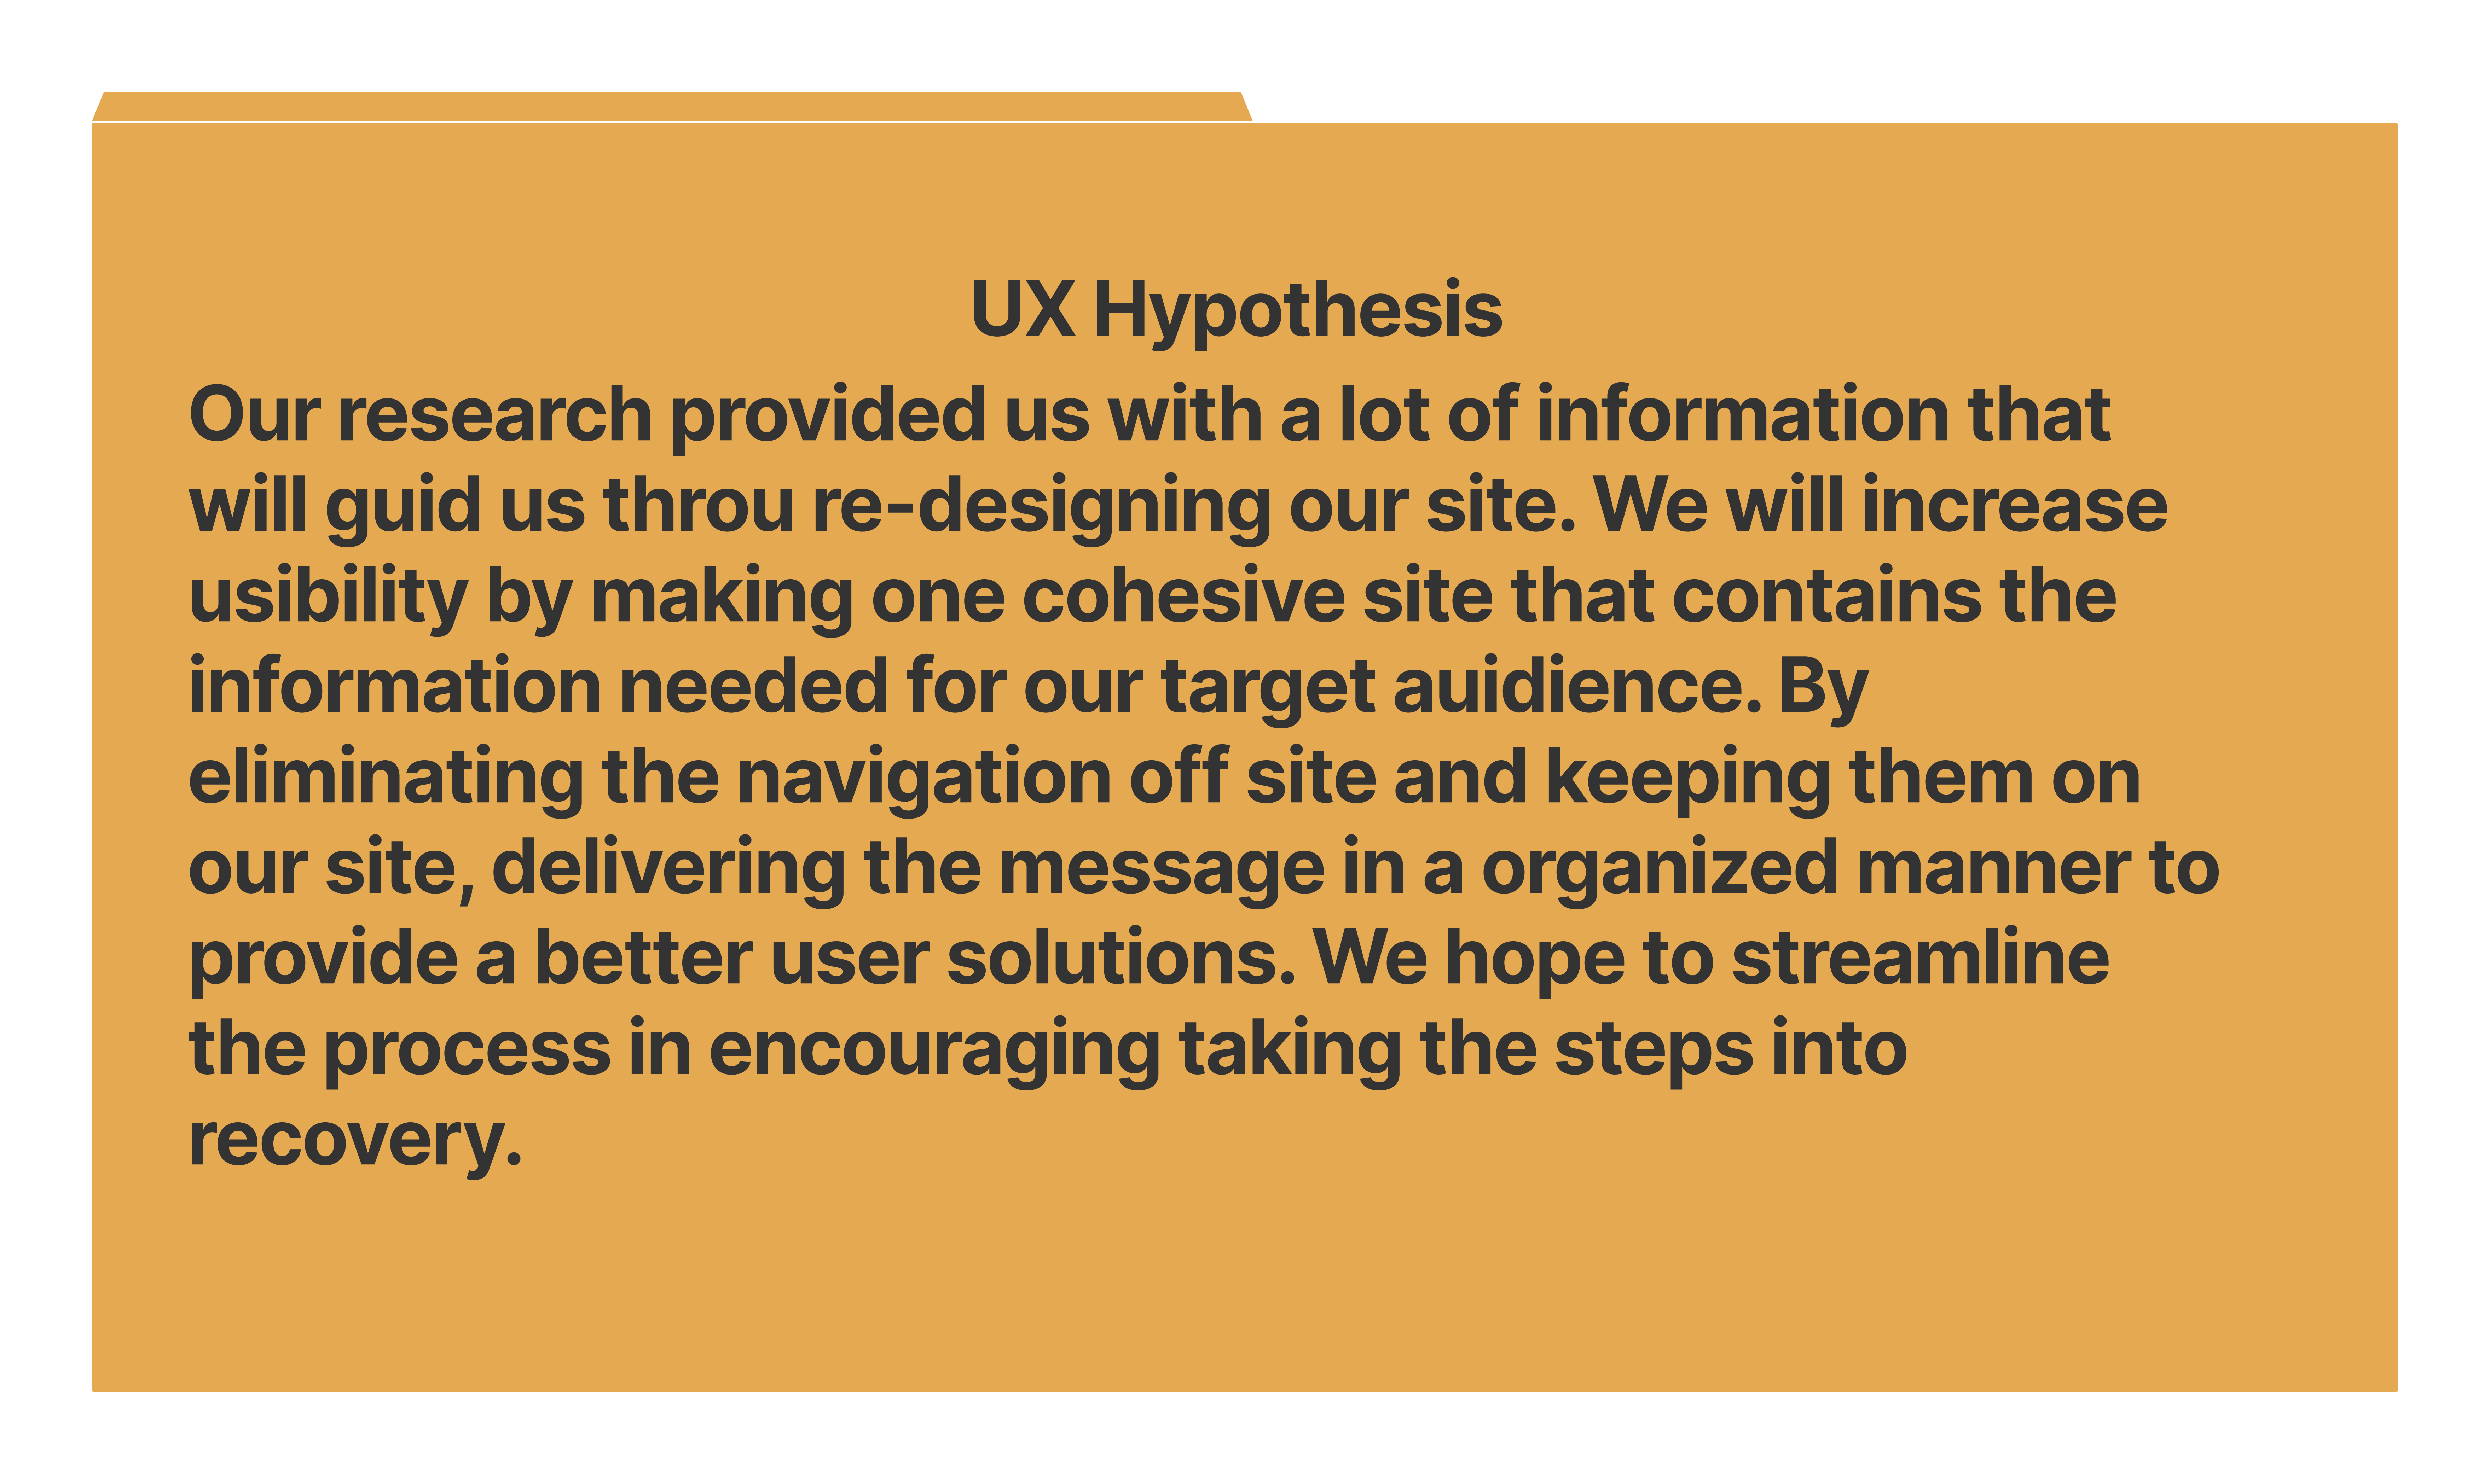 UX Hypothesis
Our research provided us with a lot of information that
will guid us throu re-designing our site. We will increase
usibility by making one cohesive site that contains the
information needed for our target auidience. By
eliminating the navigation off site and keeping them on
our site, delivering the message in a organized manner to
provide a better user solutions. We hope to streamline
the process in encouraging taking the steps into
recovery.